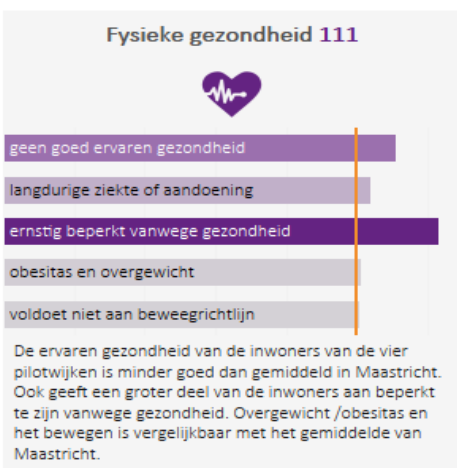 Fysieke gezondheid 111
geen goed ervaren gezondheid
langdurige ziekte of aandoening
ernstig beperkt vanwege gezondheid
obesitas en overgewicht
voldoet niet aan beweegrichtlijn
De ervaren gezondheid van de inwoners van de vier
pilotwijken is minder goed dan gemiddeld in Maastricht.
Ook geeft een groter deel van de inwoners aan beperkt
te zijn vanwege gezondheid. Overgewicht /obesitas en
het bewegen is vergelijkbaar met het gemiddelde van
Maastricht.